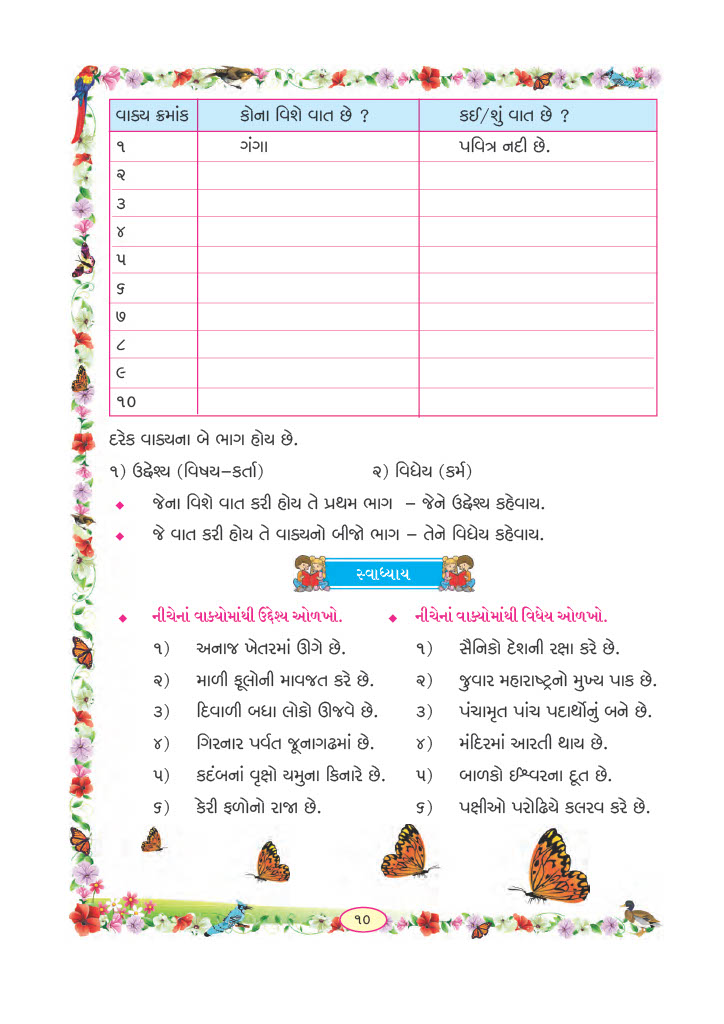 વાક્ય ક્રમાંક કોના વિશે વાત છે ? કઈ/શું વાત છે ?
૧ ગંગા પવિત્ર નદી છે.
૨
૩
૪
૫
૬
૭
૮
૯
૧૦
દરેક વાક્યના બે ભાગ હોય છે.
૧) ઉદ્દેશ્ય (વિષય–કર્તા) ૨) વિધેય (કર્મ)
◆ જેના વિશે વાત કરી હોય તે પ્રથમ ભાગ – જેને ઉદ્દેશ્ય કહેવાય.
◆ જે વાત કરી હોય તે વાક્યનો બીજો ભાગ – તેને વિધેય કહેવાય.
સ્વાધ્યાય
◆ નીચેનાં વાક્યોમાંથી ઉદ્દેશ્ય ઓળખો.
૧) અનાજ ખેતરમાં ઊગે છે.
૨) માળી ફૂલોની માવજત કરે છે.
૩) દિવાળી બધા લોકો ઊજવે છે.
૪) ગિરનાર પર્વત જૂનાગઢમાં છે.
૫) કદંબનાં વૃક્ષો યમુના કિનારે છે.
૬) કેરી ફળોનો રાજા છે.
◆ નીચેનાં વાક્યોમાંથી વિધેય ઓળખો.
૧) સૈનિકો દેશની રક્ષા કરે છે.
૨) જુવાર મહારાષ્ટ્રનો મુખ્ય પાક છે.
૩) પંચામૃત પાંચ પદાર્થોનું બને છે.
૪) મંદિરમાં આરતી થાય છે.
૫) બાળકો ઈશ્વરના દૂત છે.
૬) પક્ષીઓ પરોઢિયે કલરવ કરે છે.
૧૦